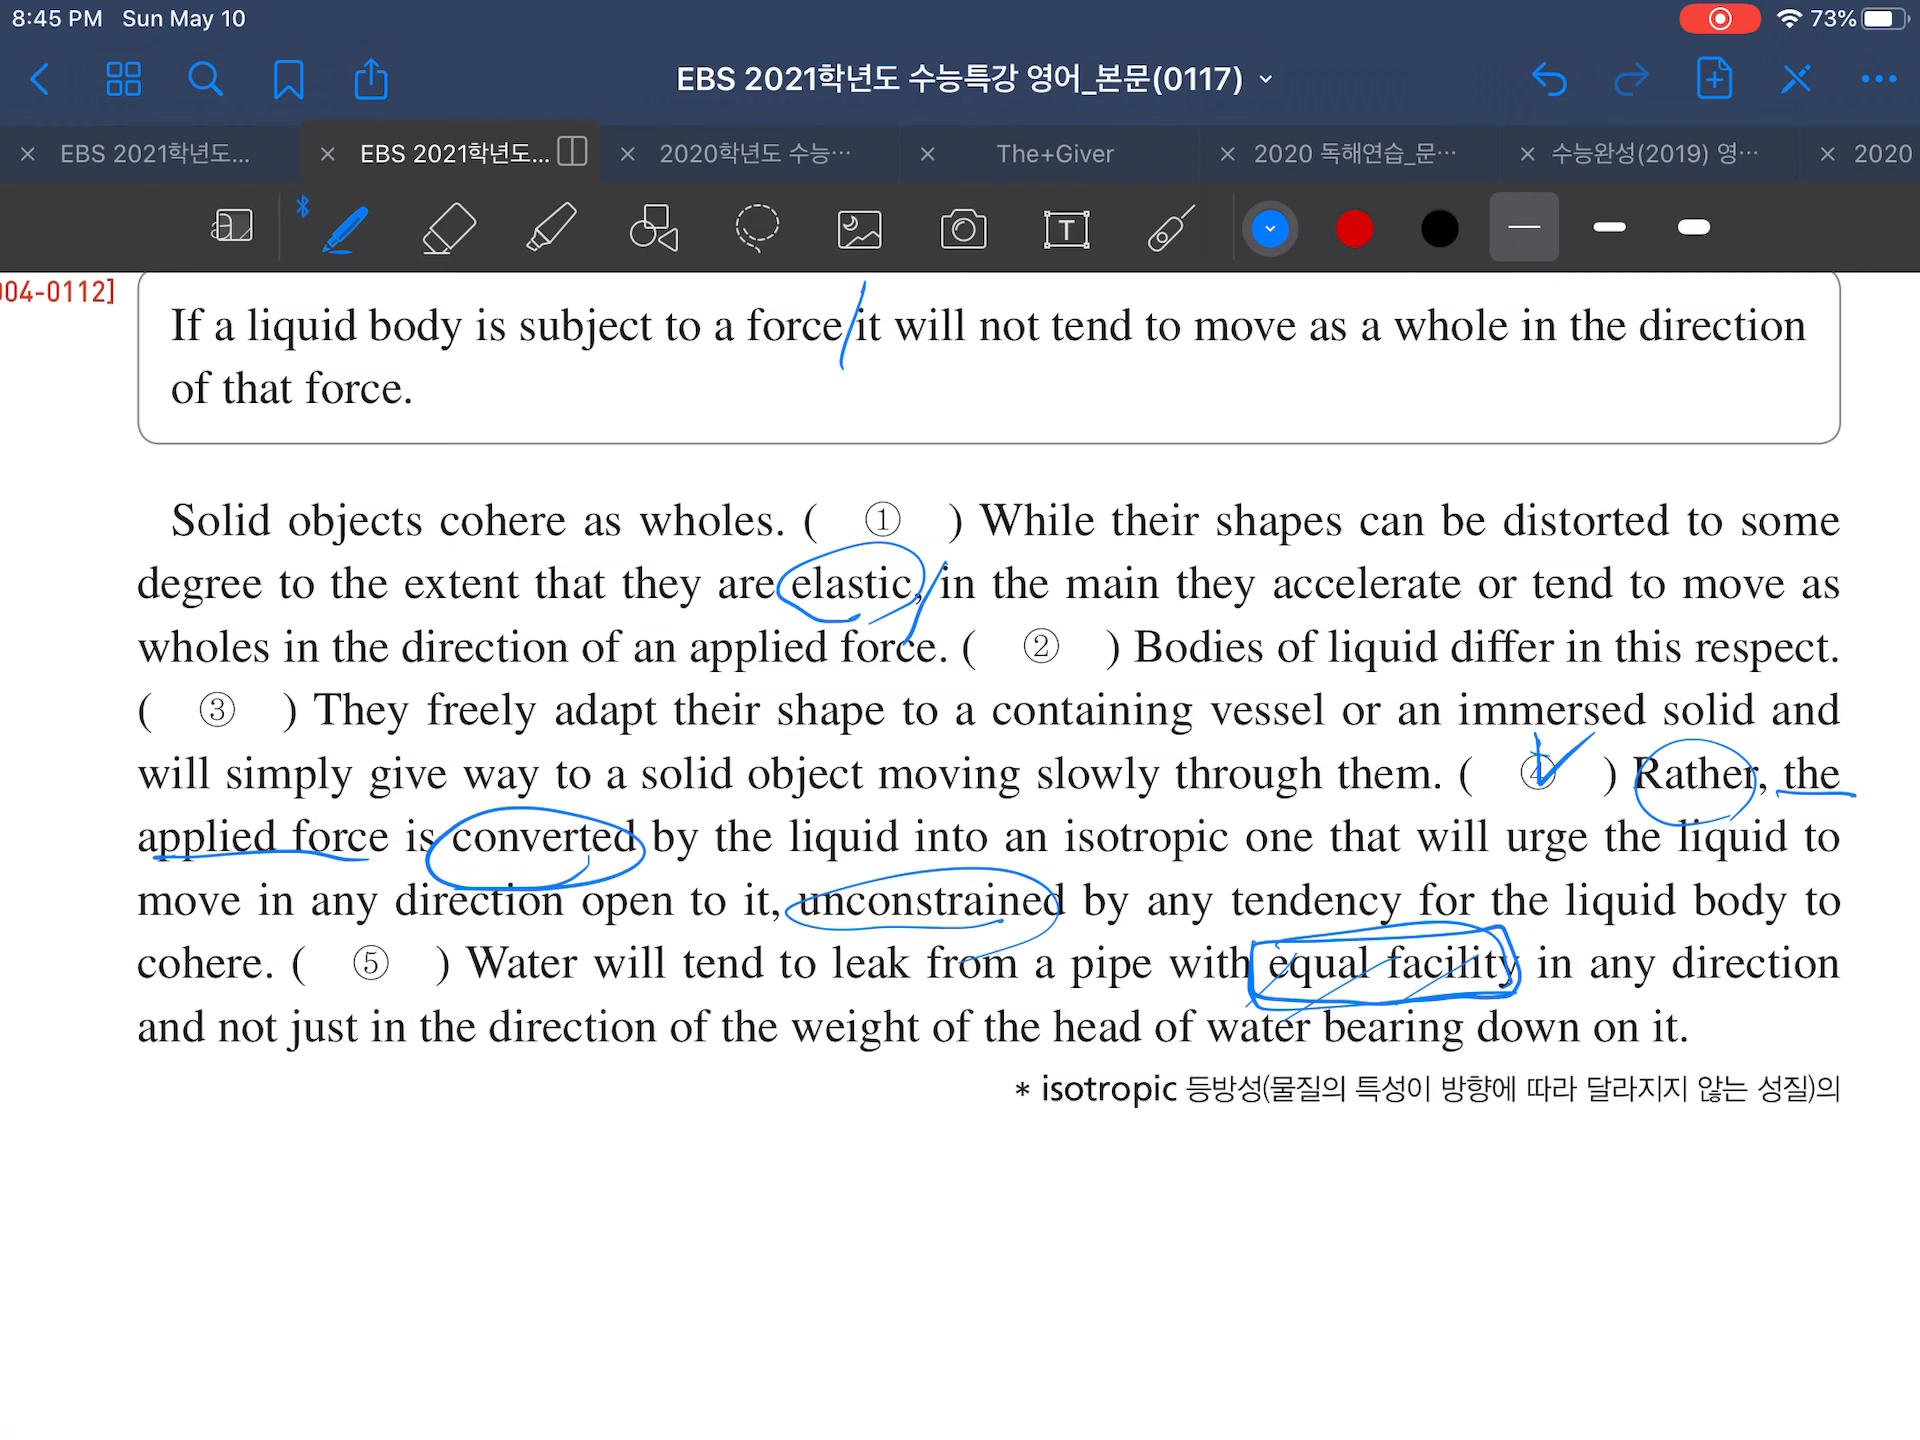 8:45 PM Sun May 10
73%
EBS 2021학년도 수능특강 영어_본문(0117)
EBS 2021학년도...
EBS 2021학년도...
2020학년도 수능…
The+Giver
2020 독해연습_문…
수능완성(2019) 영…
2020
04-0112]
If a liquid body is subject to a force it will not tend to move as a whole in the direction
of that force.
Solid objects cohere as wholes. ( ① ) While their shapes can be distorted to some
degree to the extent that they are elastic, in the main they accelerate or tend to move as
wholes in the direction of an applied force. ( ② ) Bodies of liquid differ in this respect.
( ③ ) They freely adapt their shape to a containing vessel or an immersed solid and
will simply give way to a solid object moving slowly through them. ( ④ ) Rather, the
applied force is converted by the liquid into an isotropic one that will urge the liquid to
move in any direction open to it, unconstrained by any tendency for the liquid body to
cohere. ( ⑤ ) Water will tend to leak from a pipe with equal facility in any direction
and not just in the direction of the weight of the head of water bearing down on it.
* isotropic 등방성(물질의 특성이 방향에 따라 달라지지 않는 성질)의